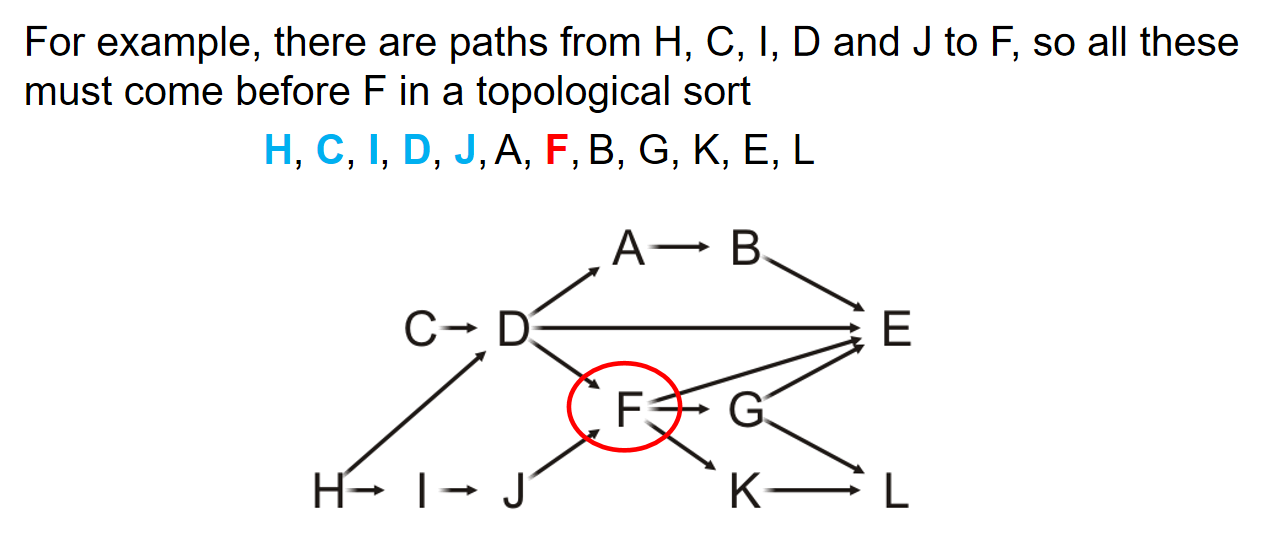 For example, there are paths from H, C, I, D and J to F, so all these
must come before F in a topological sort
H, C, I, D, J, A, F, B, G, K, E, L
A B
C D E
F G
H I J K L